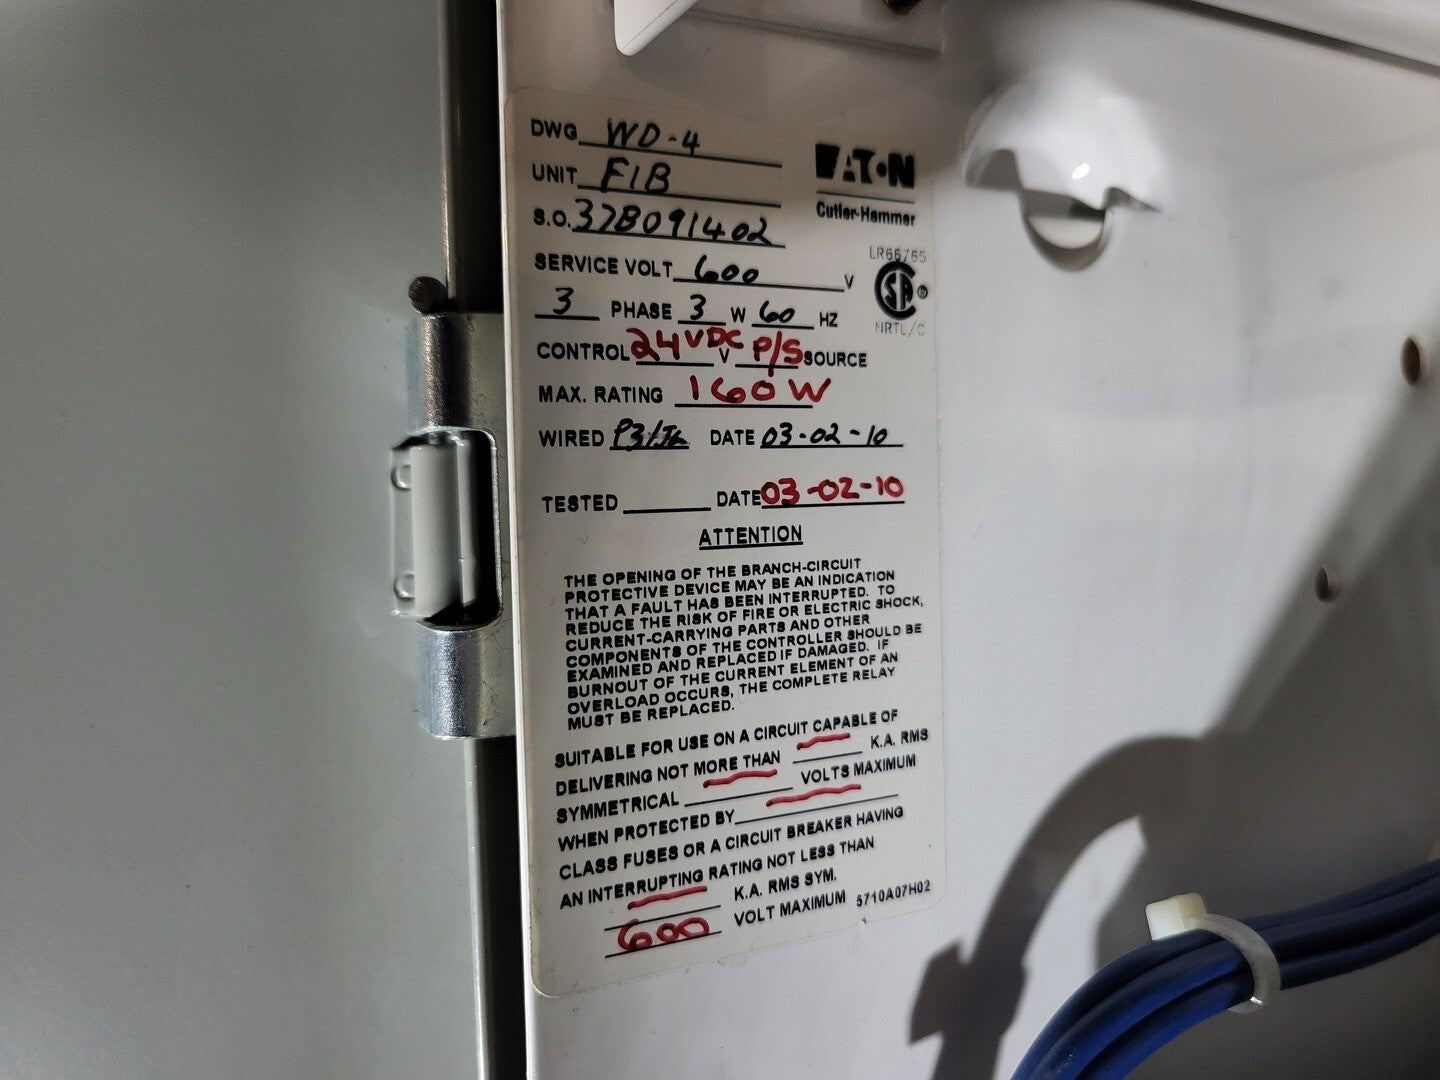 DWG WD-4
EATON
UNIT F1B
Cutler-Hammer
S.O. 37B091402
LR66765
SERVICE VOLT 600 V
SA ®
3 PHASE 3 W 60 HZ
NRTL/C
CONTROL 24VDC V P/S SOURCE
MAX. RATING 160W
WIRED DATE 03-02-10
TESTED DATE 03-02-10
ATTENTION
THE OPENING OF THE BRANCH-CIRCUIT
PROTECTIVE DEVICE MAY BE AN INDICATION
THAT A FAULT HAS BEEN INTERRUPTED. TO
REDUCE THE RISK OF FIRE OR ELECTRIC SHOCK,
CURRENT-CARRYING PARTS AND OTHER
COMPONENTS OF THE CONTROLLER SHOULD BE
EXAMINED AND REPLACED IF DAMAGED. IF
BURNOUT OF THE CURRENT ELEMENT OF AN
OVERLOAD OCCURS, THE COMPLETE RELAY
MUST BE REPLACED.
SUITABLE FOR USE ON A CIRCUIT CAPABLE OF
DELIVERING NOT MORE THAN K.A. RMS
SYMMETRICAL VOLTS MAXIMUM
WHEN PROTECTED BY
CLASS FUSES OR A CIRCUIT BREAKER HAVING
AN INTERRUPTING RATING NOT LESS THAN
K.A. RMS SYM.
600 VOLT MAXIMUM 5710A07H02